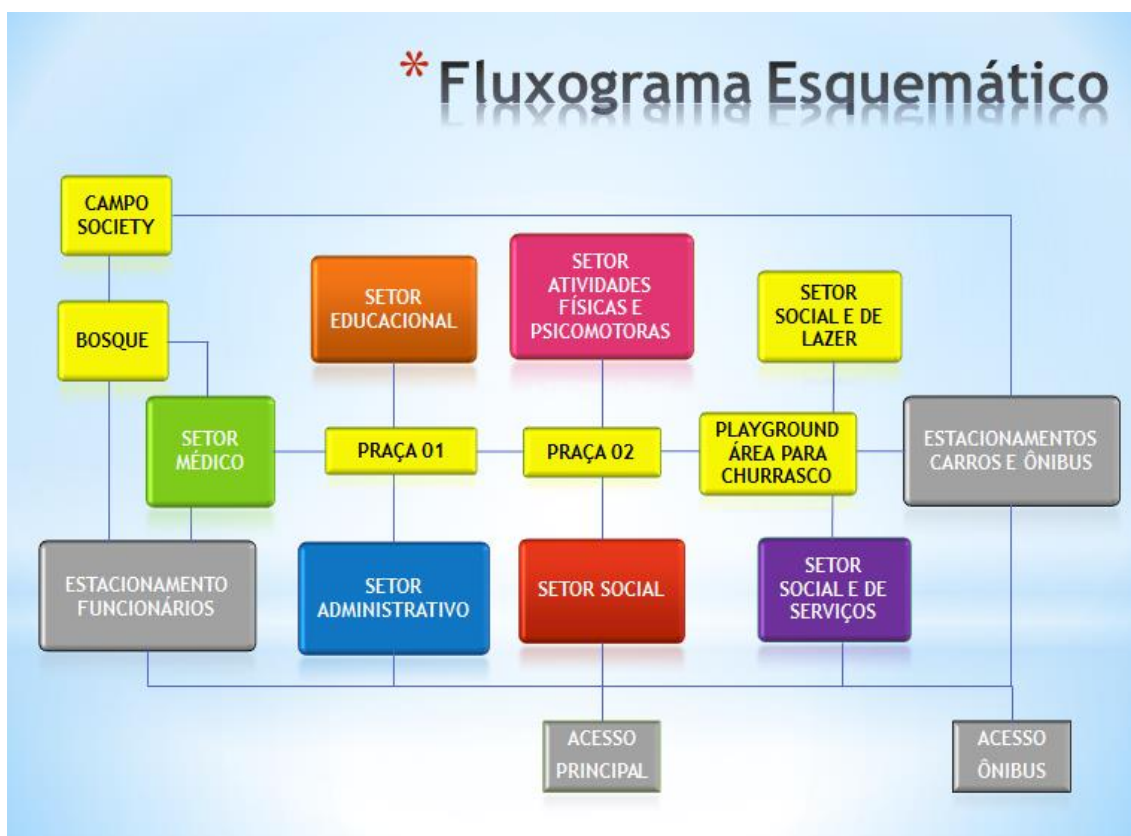 * Fluxograma Esquemático
CAMPO
SOCIETY
SETOR
EDUCACIONAL
SETOR
ATIVIDADES
FÍSICAS E
PSICOMOTORAS
SETOR
SOCIAL E DE
LAZER
BOSQUE
SETOR
MÉDICO
PRAÇA 01
PRAÇA 02
PLAYGROUND
ÁREA PARA
CHURRASCO
ESTACIONAMENTOS
CARROS E ÔNIBUS
ESTACIONAMENTO
FUNCIONÁRIOS
SETOR
ADMINISTRATIVO
SETOR SOCIAL
SETOR
SOCIAL E DE
SERVIÇOS
ACESSO
PRINCIPAL
ACESSO
ÔNIBUS